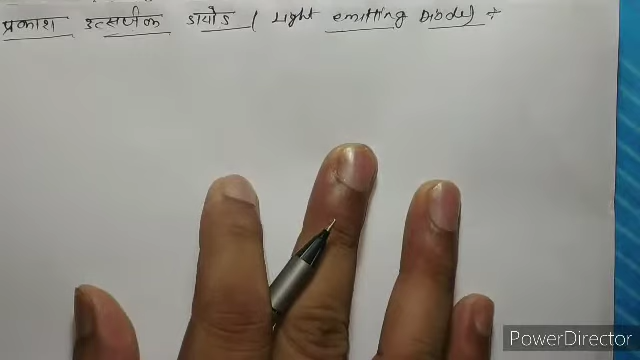 प्रकाश उत्सर्जक डायोड ( Light emitting Diode) ÷
PowerDirector